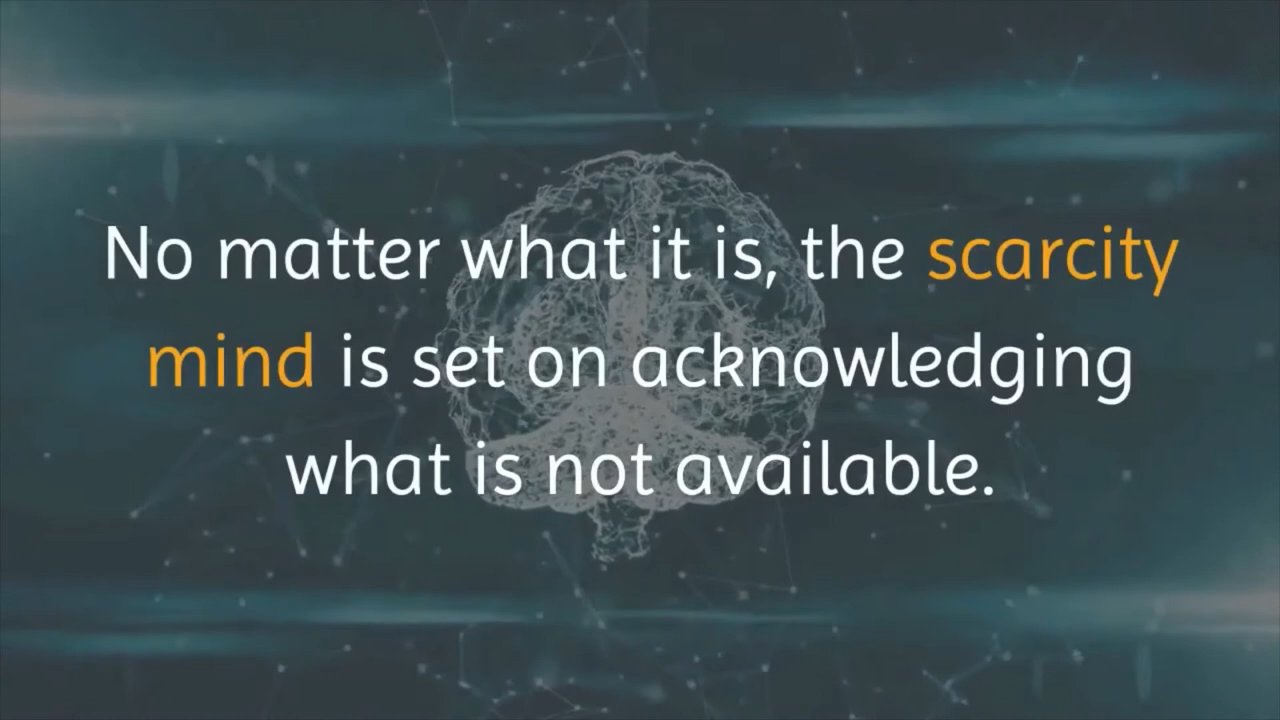 No matter what it is, the scarcity
mind is set on acknowledging
what is not available.